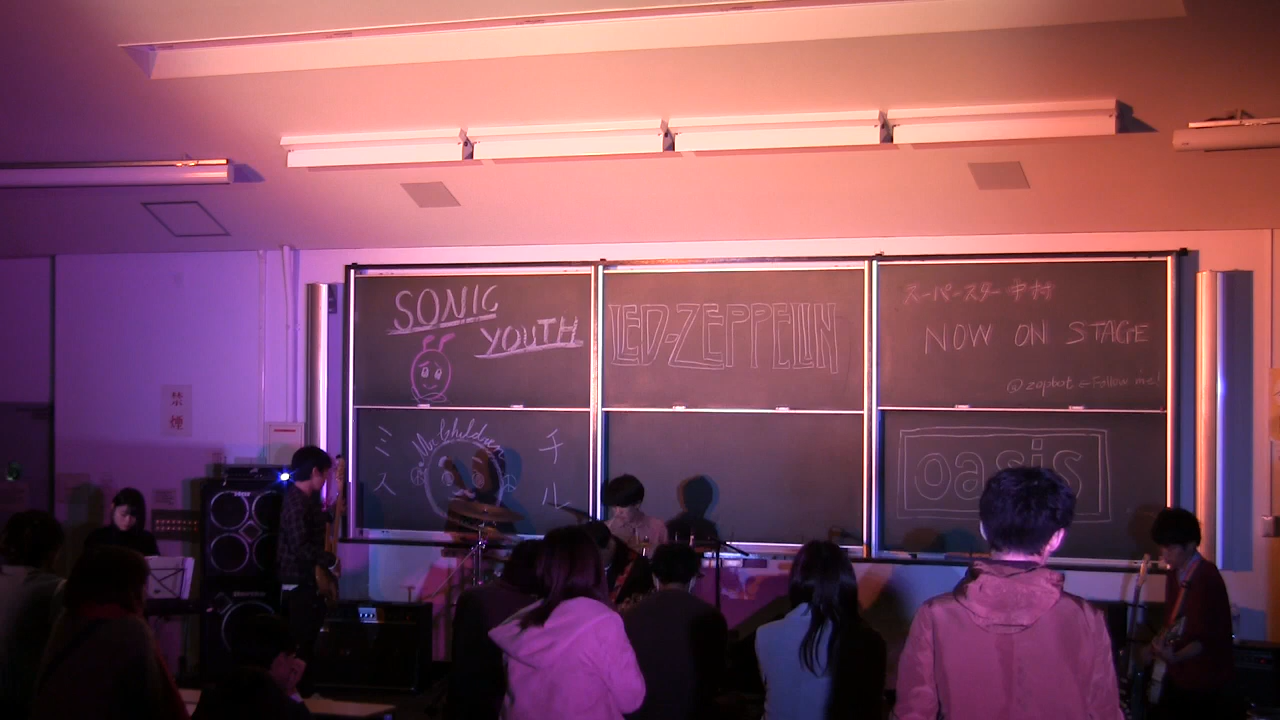 SONIC
YOUTH
LED-ZEPPELIN
スーパースター 中村
NOW ON STAGE
@zepbot ← Follow me!
ミス
Mr.Children
チル
oasis
禁煙